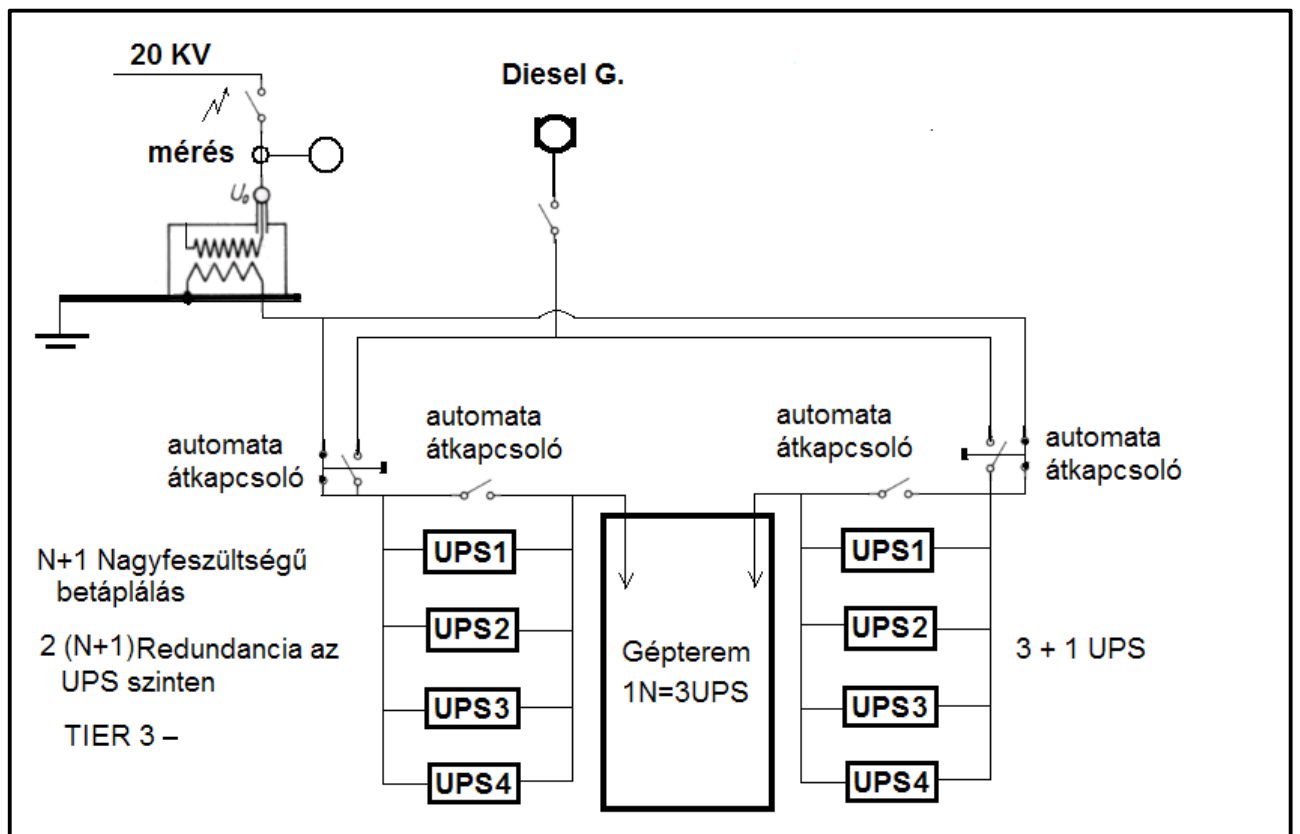 20 KV
Diesel G.
mérés
U₀
automata
átkapcsoló
automata
átkapcsoló
automata
átkapcsoló
automata
átkapcsoló
N+1 Nagyfeszültségű
betáplálás
2 (N+1)Redundancia az
UPS szinten
TIER 3 –
UPS1
UPS2
UPS3
UPS4
Gépterem
1N=3UPS
UPS1
UPS2
UPS3
UPS4
3 + 1 UPS